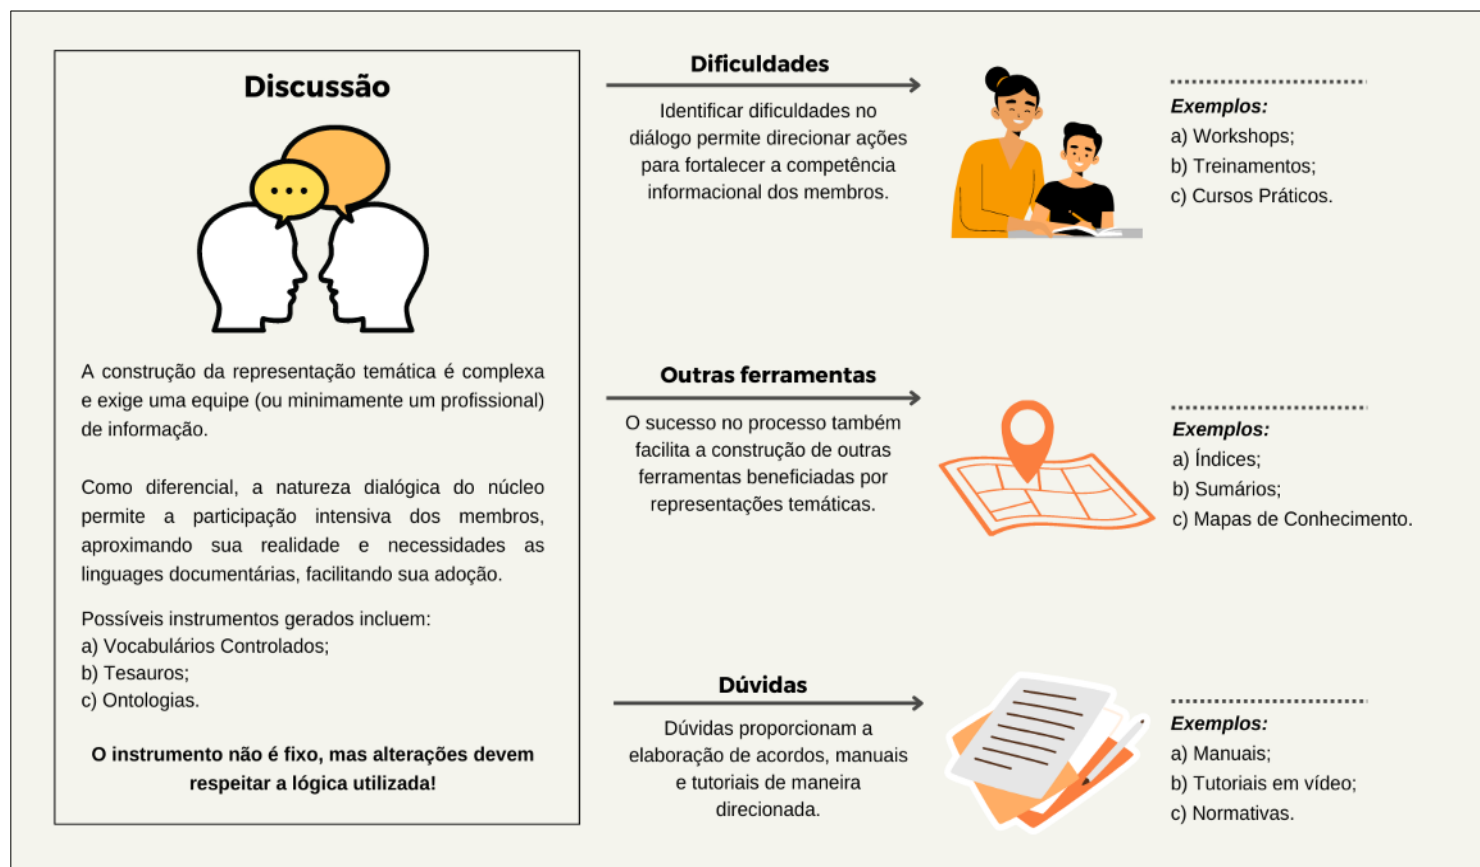 Discussão
A construção da representação temática é complexa
e exige uma equipe (ou minimamente um profissional)
de informação.
Como diferencial, a natureza dialógica do núcleo
permite a participação intensiva dos membros,
aproximando sua realidade e necessidades as
linguages documentárias, facilitando sua adoção.
Possíveis instrumentos gerados incluem:
a) Vocabulários Controlados;
b) Tesauros;
c) Ontologias.
O instrumento não é fixo, mas alterações devem
respeitar a lógica utilizada!
Dificuldades
Identificar dificuldades no
diálogo permite direcionar ações
para fortalecer a competência
informacional dos membros.
Exemplos:
a) Workshops;
b) Treinamentos;
c) Cursos Práticos.
Outras ferramentas
O sucesso no processo também
facilita a construção de outras
ferramentas beneficiadas por
representações temáticas.
Exemplos:
a) Índices;
b) Sumários;
c) Mapas de Conhecimento.
Dúvidas
Dúvidas proporcionam a
elaboração de acordos, manuais
e tutoriais de maneira
direcionada.
Exemplos:
a) Manuais;
b) Tutoriais em vídeo;
c) Normativas.